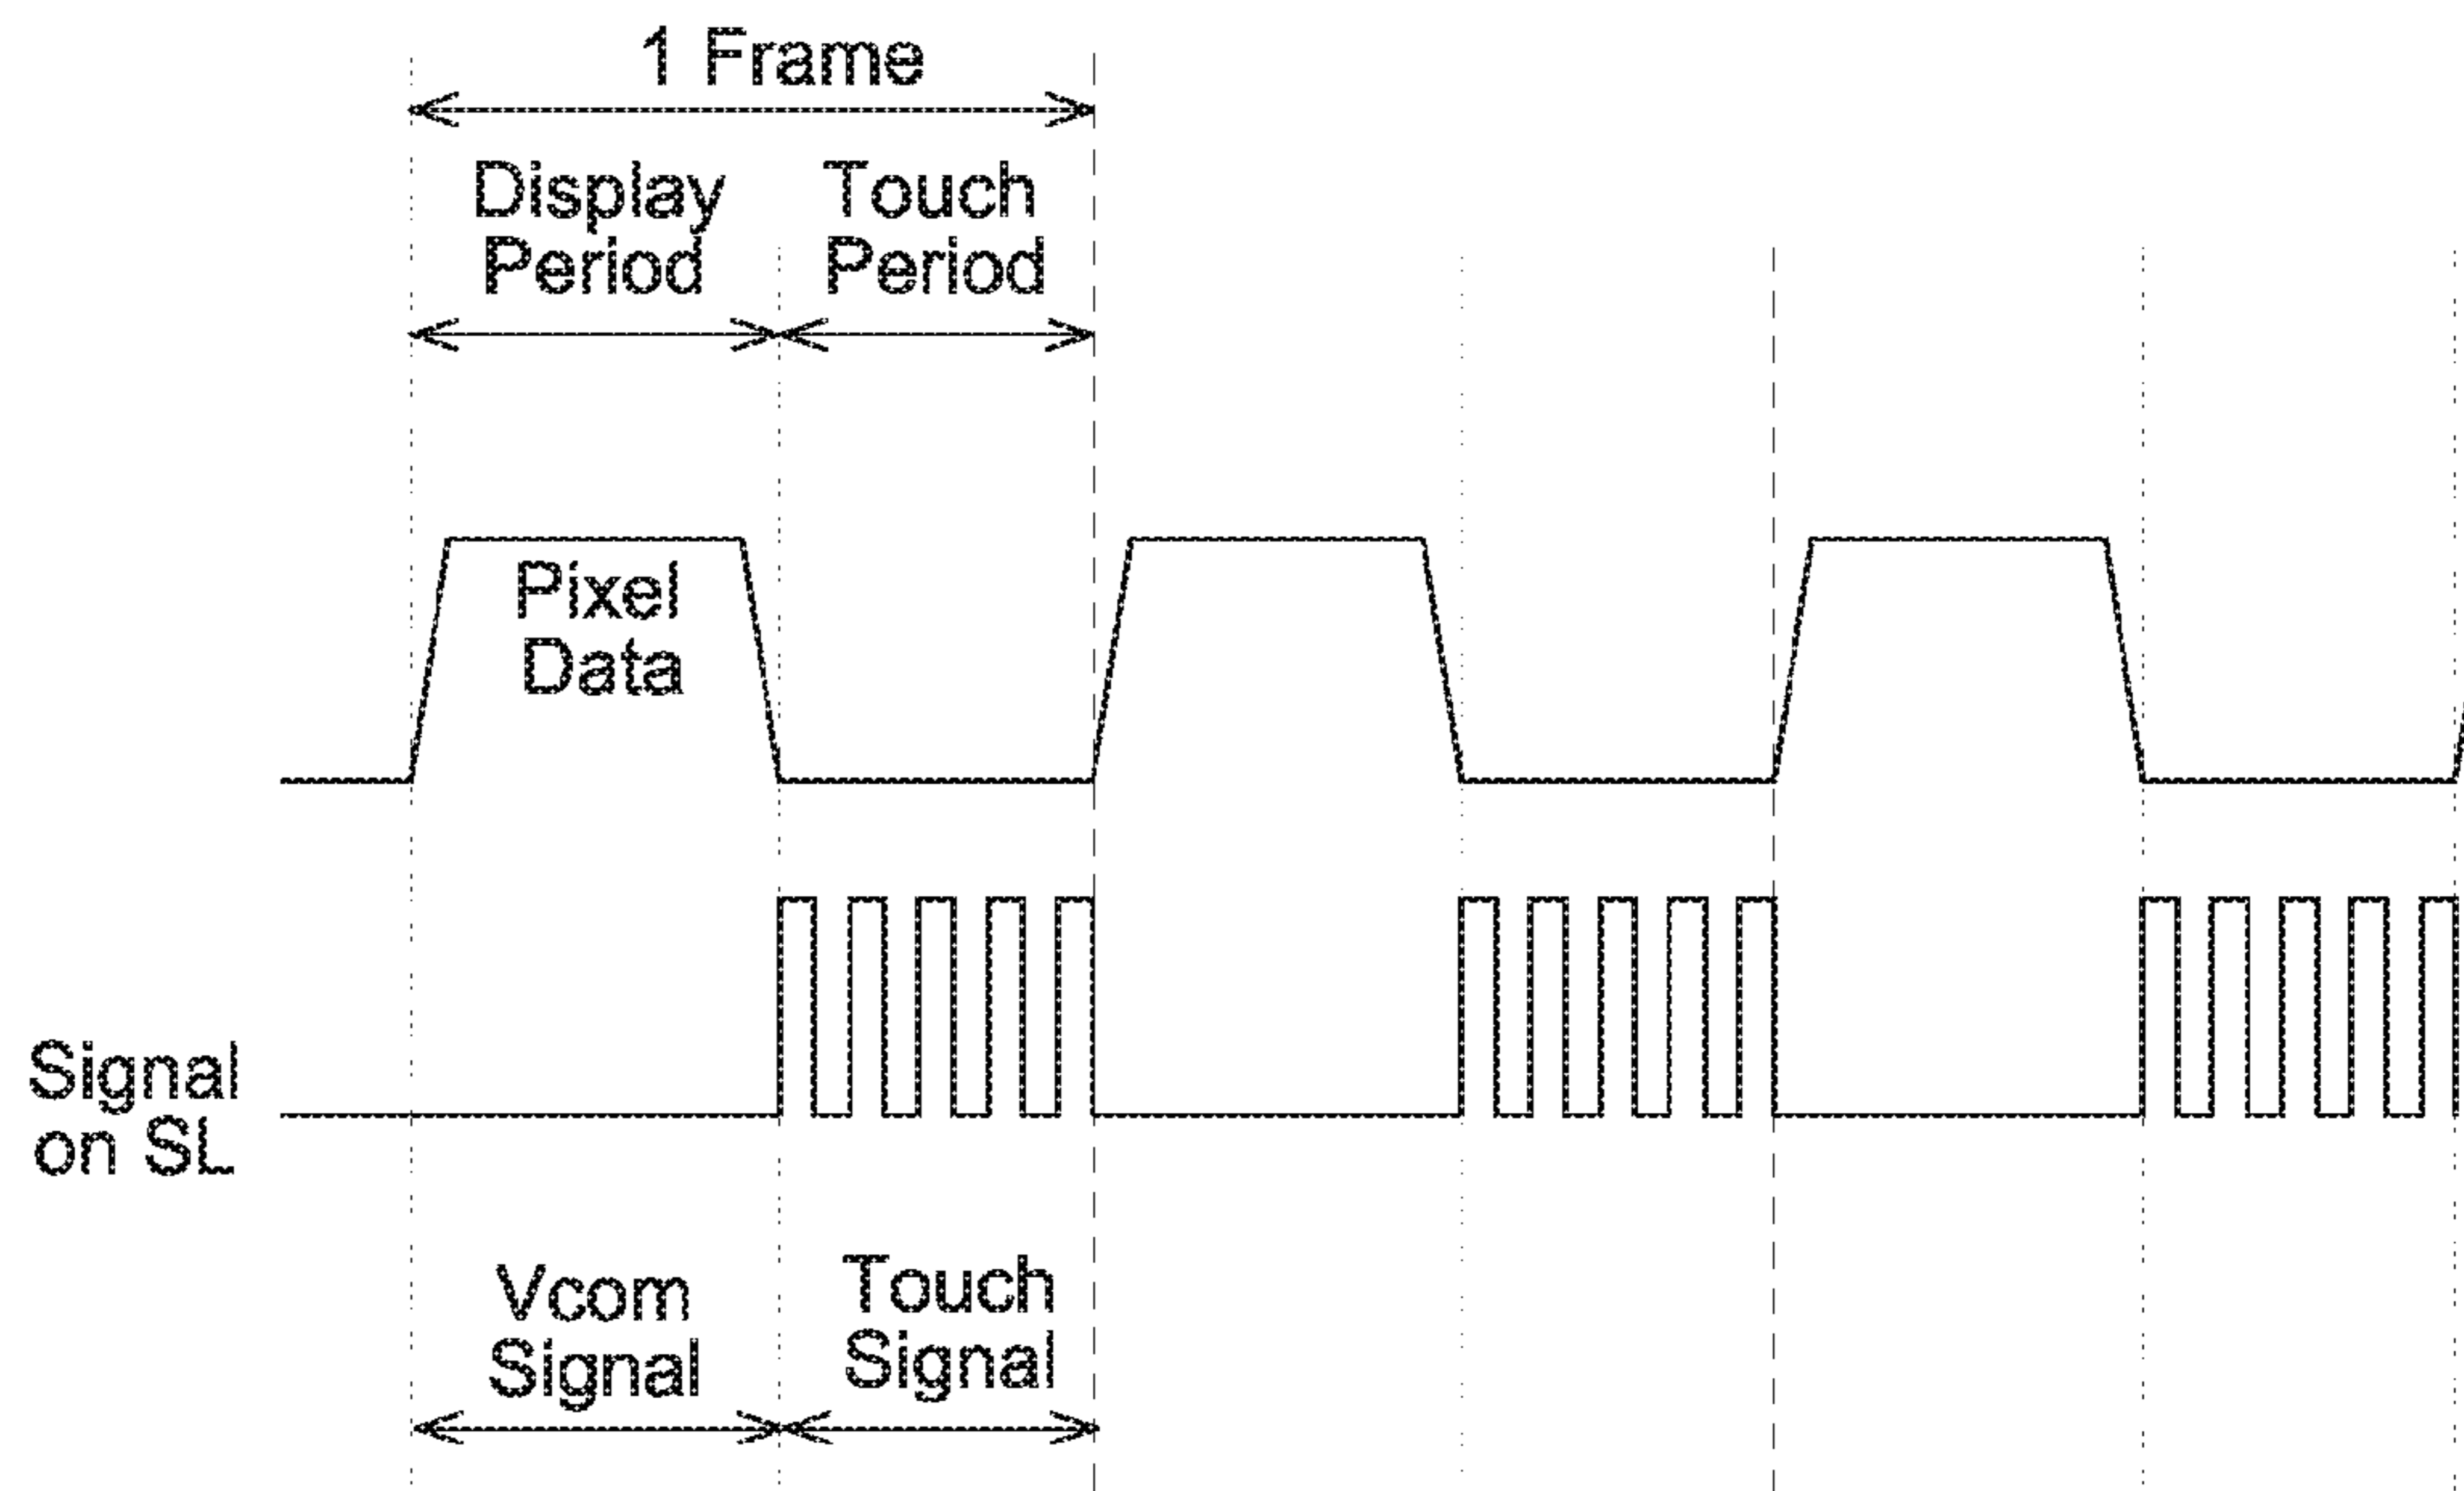 1 Frame
Display
Period
Touch
Period
Pixel
Data
Signal
on SL
Vcom
Signal
Touch
Signal